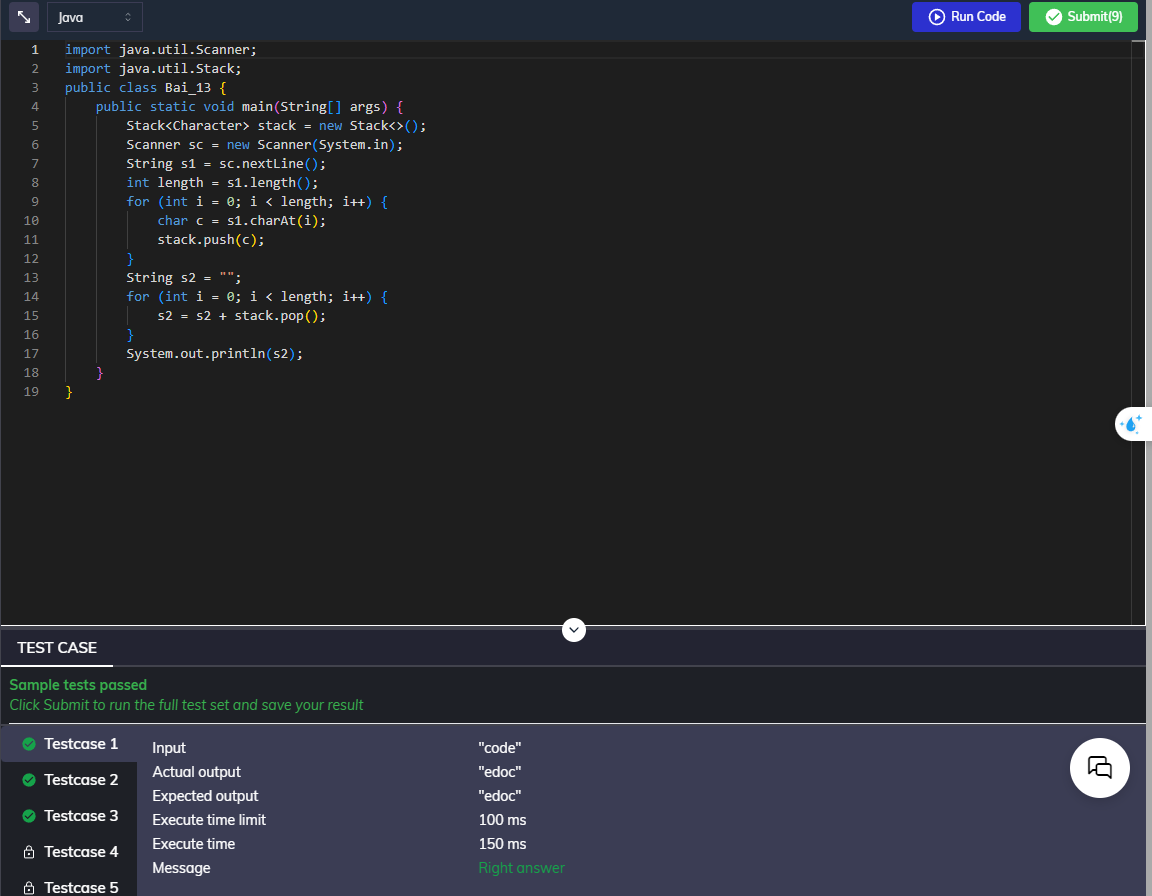 Java
Run Code
Submit(9)
1 import java.util.Scanner;
2 import java.util.Stack;
3 public class Bai_13 {
4 public static void main(String[] args) {
5 Stack<Character> stack = new Stack<>();
6 Scanner sc = new Scanner(System.in);
7 String s1 = sc.nextLine();
8 int length = s1.length();
9 for (int i = 0; i < length; i++) {
10 char c = s1.charAt(i);
11 stack.push(c);
12 }
13 String s2 = "";
14 for (int i = 0; i < length; i++) {
15 s2 = s2 + stack.pop();
16 }
17 System.out.println(s2);
18 }
19 }
TEST CASE
Sample tests passed
Click Submit to run the full test set and save your result
Testcase 1
Testcase 2
Testcase 3
Testcase 4
Testcase 5
Input "code"
Actual output "edoc"
Expected output "edoc"
Execute time limit 100 ms
Execute time 150 ms
Message Right answer